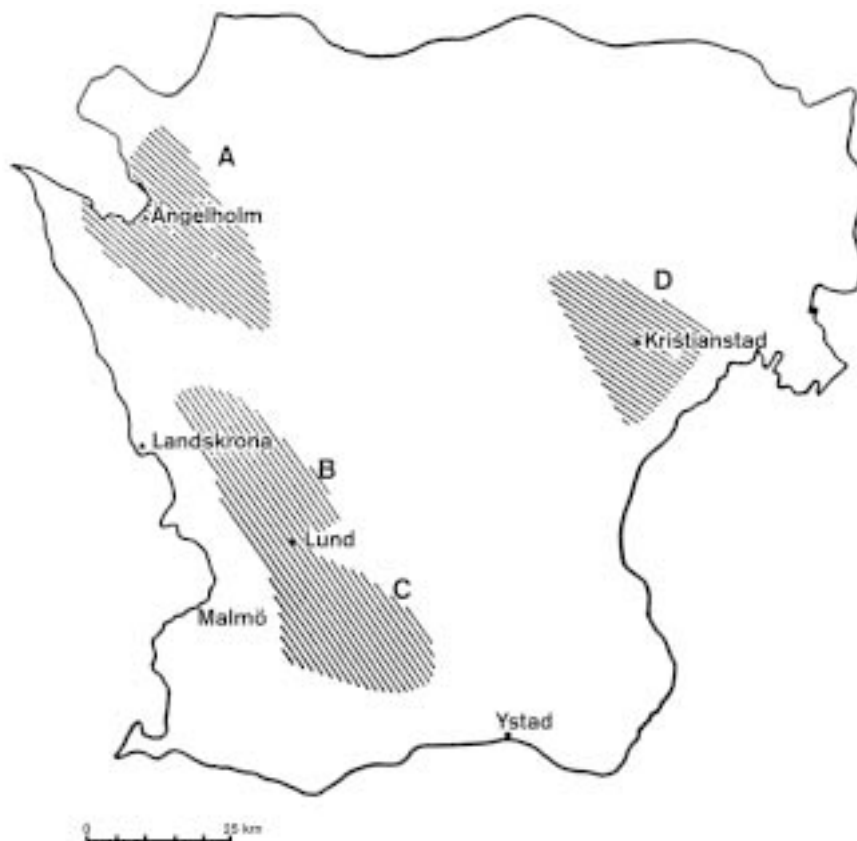 A
Ängelholm
D
Kristianstad
Landskrona
B
Lund
C
Malmö
Ystad
0 25 km